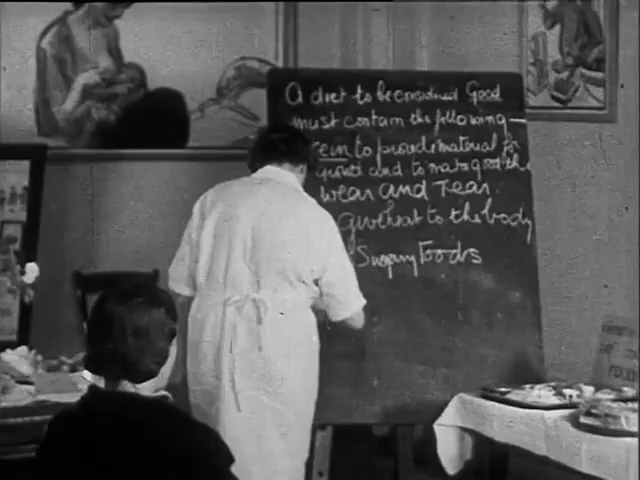 A diet to be considered Good
must contain the following—
ein to provide material for
growth and to make good the
wear and Tear.
give heat to the body
Sugary Foods